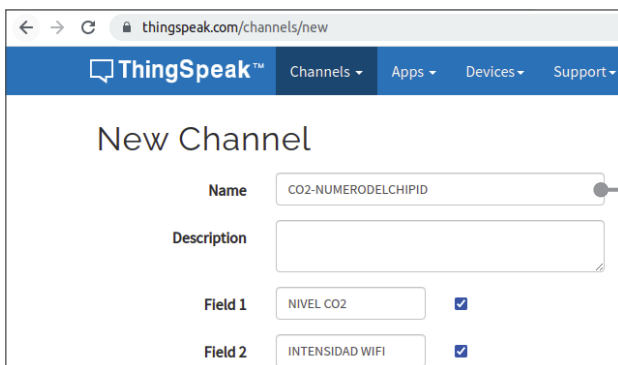 thingspeak.com/channels/new
ThingSpeak™ Channels Apps Devices Support
New Channel
Name CO2-NUMERODELCHIPID
Description
Field 1 NIVEL CO2
Field 2 INTENSIDAD WIFI